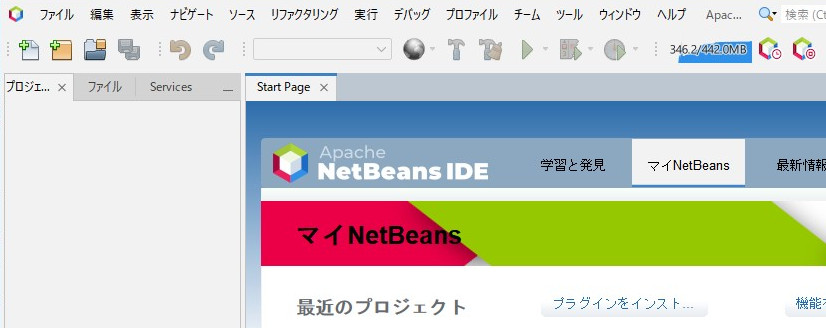 ファイル 編集 表示 ナビゲート ソース リファクタリング 実行 デバッグ プロファイル チーム ツール ウィンドウ ヘルプ Apac... 検索 (Ct
346.2/442.0MB
プロジェ... ファイル Services
Start Page
Apache
NetBeans IDE
学習と発見 マイNetBeans 最新情報
マイNetBeans
最近のプロジェクト プラグインをインスト... 機能を